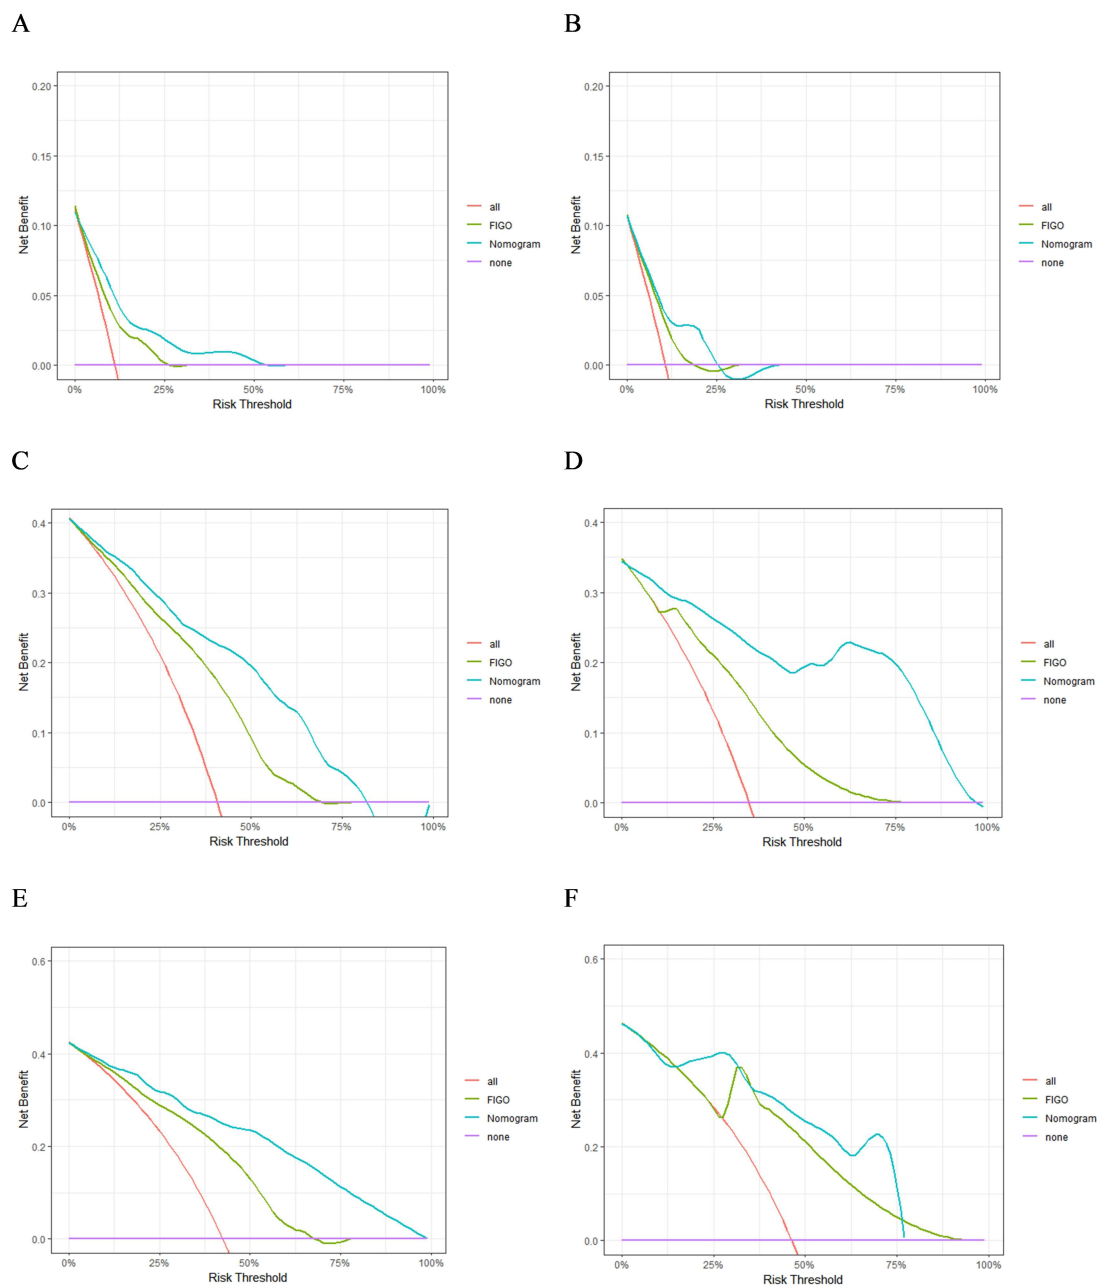 A
B
0.20
0.15
0.10
0.05
0.00
Net Benefit
0%
25%
50%
75%
100%
Risk Threshold
all
FIGO
Nomogram
none
0.20
0.15
0.10
0.05
0.00
Net Benefit
0%
25%
50%
75%
100%
Risk Threshold
all
FIGO
Nomogram
none
C
D
0.4
0.3
0.2
0.1
0.0
Net Benefit
0%
25%
50%
75%
100%
Risk Threshold
all
FIGO
Nomogram
none
0.4
0.3
0.2
0.1
0.0
Net Benefit
0%
25%
50%
75%
100%
Risk Threshold
all
FIGO
Nomogram
none
E
F
0.6
0.4
0.2
0.0
Net Benefit
0%
25%
50%
75%
100%
Risk Threshold
all
FIGO
Nomogram
none
0.6
0.4
0.2
0.0
Net Benefit
0%
25%
50%
75%
100%
Risk Threshold
all
FIGO
Nomogram
none